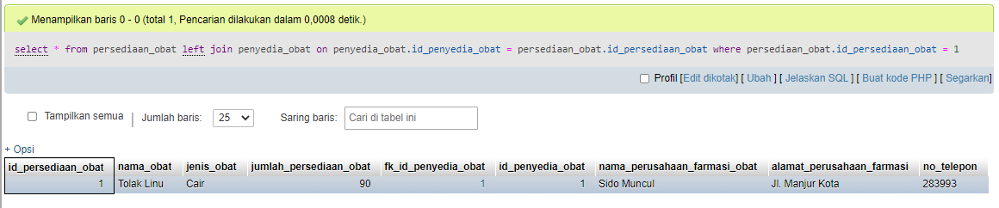 Menampilkan baris 0 - 0 (total 1, Pencarian dilakukan dalam 0,0008 detik.)
select * from persediaan_obat left join penyedia_obat on penyedia_obat.id_penyedia_obat = persediaan_obat.id_persediaan_obat where persediaan_obat.id_persediaan_obat = 1
Profil [Edit dikotak] [ Ubah ] [ Jelaskan SQL ] [ Buat kode PHP ] [ Segarkan]
Tampilkan semua | Jumlah baris: 25 Saring baris: Cari di tabel ini
+ Opsi
id_persediaan_obat nama_obat jenis_obat jumlah_persediaan_obat fk_id_penyedia_obat id_penyedia_obat nama_perusahaan_farmasi_obat alamat_perusahaan_farmasi no_telepon
1 Tolak Linu Cair 90 1 1 Sido Muncul Jl. Manjur Kota 283993